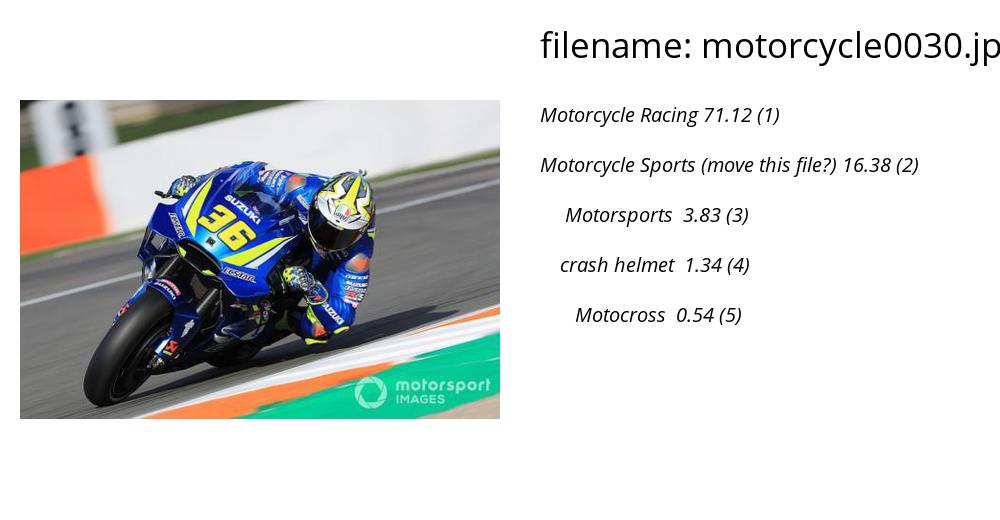 filename: motorcycle0030.jp
Motorcycle Racing 71.12 (1)
Motorcycle Sports (move this file?) 16.38 (2)
Motorsports 3.83 (3)
crash helmet 1.34 (4)
Motocross 0.54 (5)
SUZUKI
36
ECSTAR
ECSTAR
SUZUKI
motorsport
IMAGES